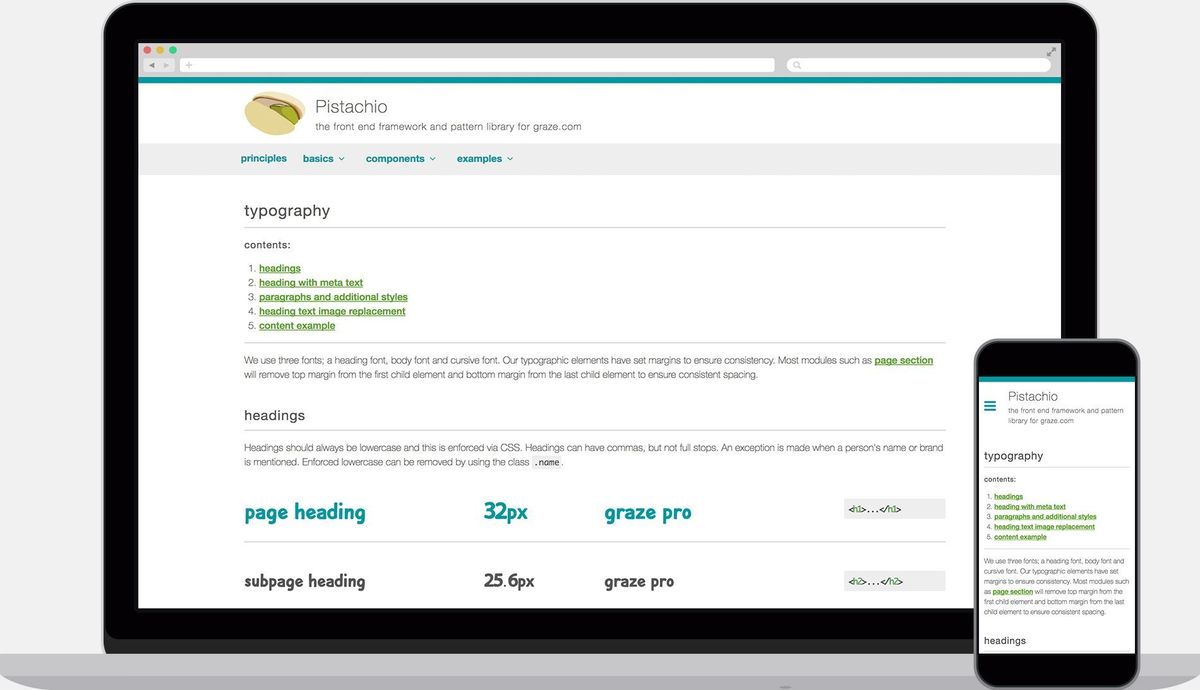 Pistachio
the front end framework and pattern library for graze.com
principles basics components examples
typography
contents:
1. headings
2. heading with meta text
3. paragraphs and additional styles
4. heading text image replacement
5. content example
We use three fonts; a heading font, body font and cursive font. Our typographic elements have set margins to ensure consistency. Most modules such as page section
will remove top margin from the first child element and bottom margin from the last child element to ensure consistent spacing.
headings
Headings should always be lowercase and this is enforced via CSS. Headings can have commas, but not full stops. An exception is made when a person's name or brand
is mentioned. Enforced lowercase can be removed by using the class .name.
page heading 32px graze pro <h1>...</h1>
subpage heading 25.6px graze pro <h2>...</h2>
Pistachio
the front end framework and pattern
library for graze.com
typography
contents:
1. headings
2. heading with meta text
3. paragraphs and additional styles
4. heading text image replacement
5. content example
We use three fonts; a heading font, body font and
cursive font. Our typographic elements have set
margins to ensure consistency. Most modules such
as page section will remove top margin from the
first child element and bottom margin from the last
child element to ensure consistent spacing.
headings